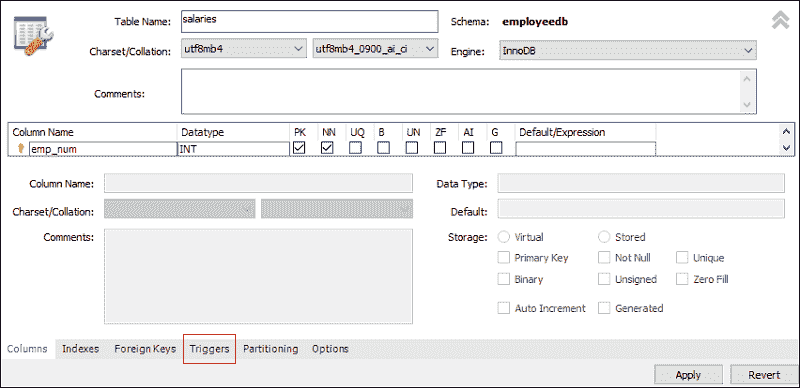 Table Name: salaries Schema: employeedb
Charset/Collation: utf8mb4 utf8mb4_0900_ai_ci Engine: InnoDB
Comments:
Column Name Datatype PK NN UQ B UN ZF AI G Default/Expression
emp_num INT
Column Name: Data Type:
Charset/Collation: Default:
Comments: Storage: Virtual Stored
Primary Key Not Null Unique
Binary Unsigned Zero Fill
Auto Increment Generated
Columns Indexes Foreign Keys Triggers Partitioning Options
Apply Revert